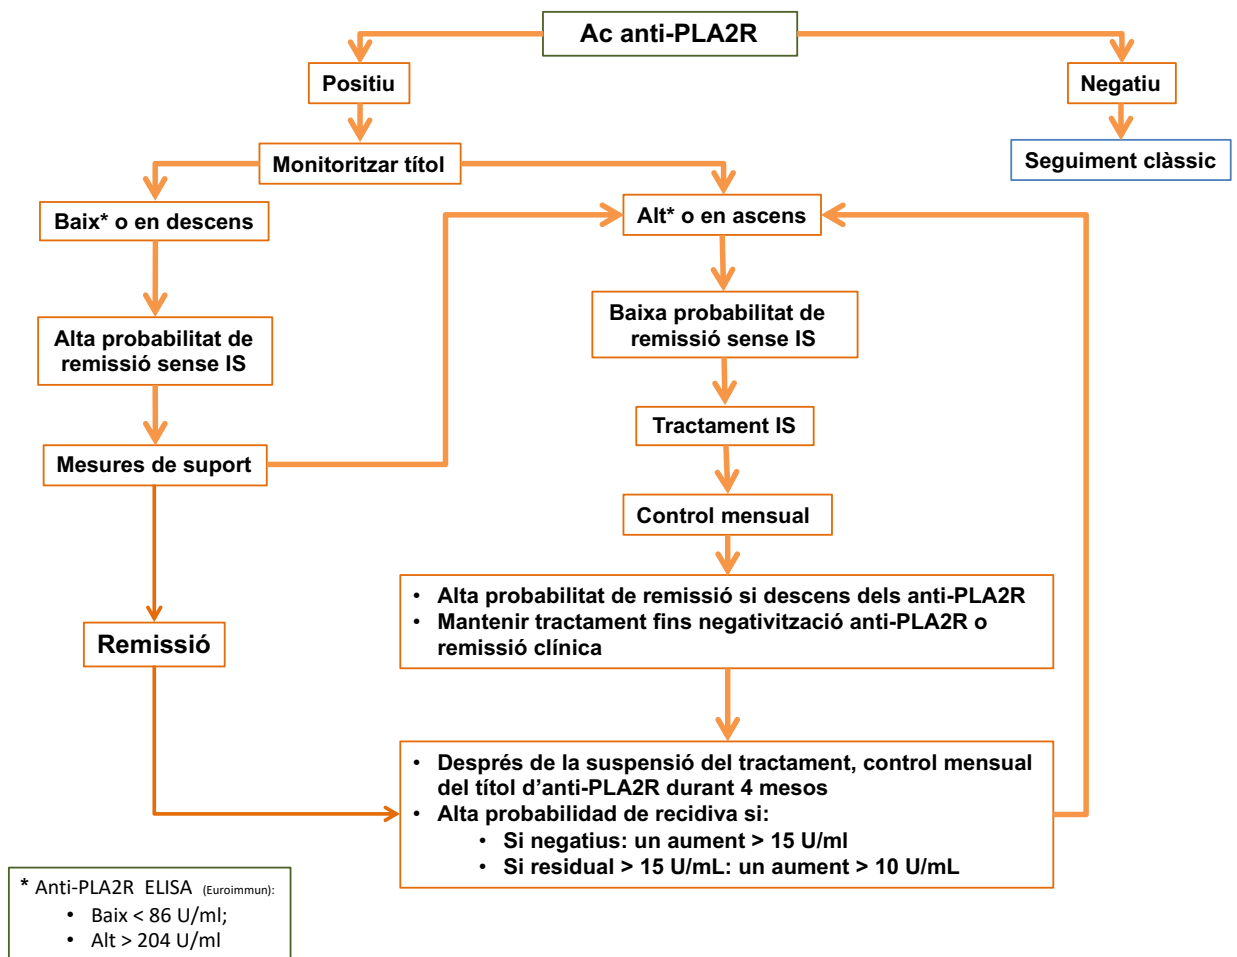 Ac anti-PLA2R
Positiu
Negatiu
Monitoritzar títol
Seguiment clàssic
Baix* o en descens
Alt* o en ascens
Alta probabilitat de
remissió sense IS
Baixa probabilitat de
remissió sense IS
Tractament IS
Mesures de suport
Control mensual
• Alta probabilitat de remissió si descens dels anti-PLA2R
• Mantenir tractament fins negativització anti-PLA2R o
remissió clínica
Remissió
• Després de la suspensió del tractament, control mensual
del títol d’anti-PLA2R durant 4 mesos
• Alta probabilidad de recidiva si:
• Si negatius: un aument > 15 U/ml
• Si residual > 15 U/mL: un aument > 10 U/mL
* Anti-PLA2R ELISA (Euroimmun):
• Baix < 86 U/ml;
• Alt > 204 U/ml